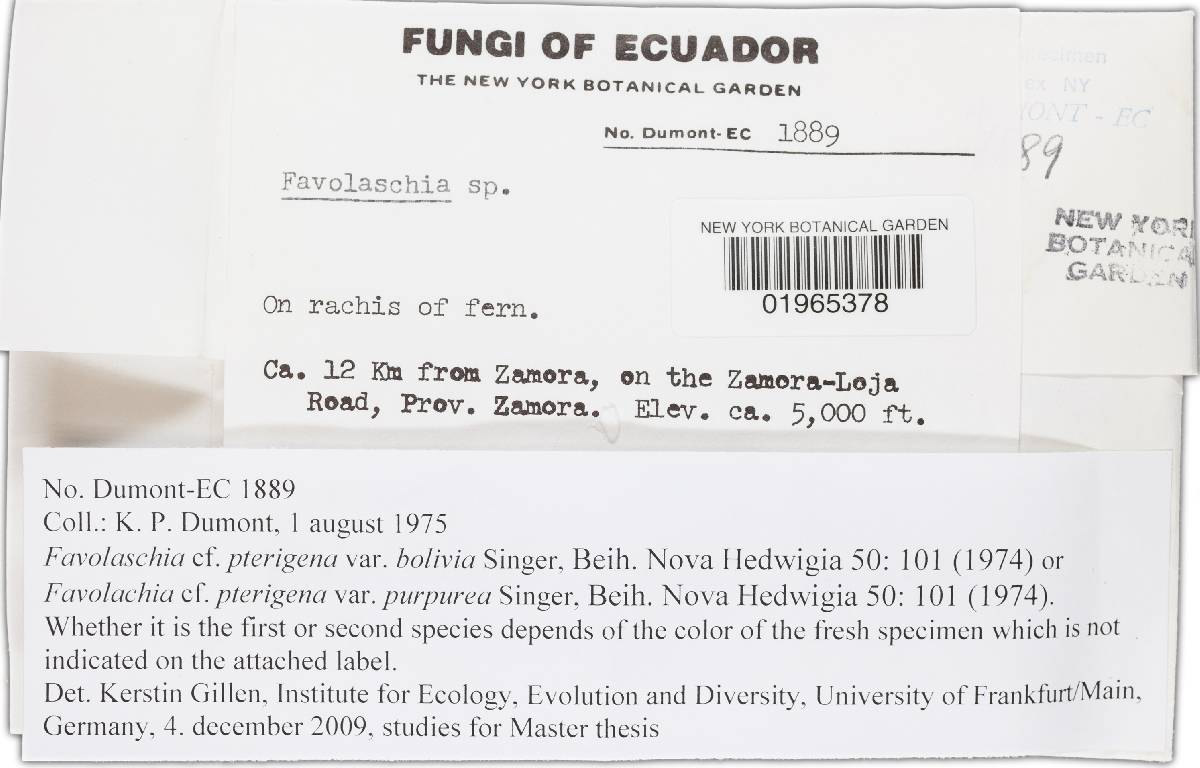 FUNGI OF ECUADOR
THE NEW YORK BOTANICAL GARDEN
No. Dumont-EC 1889
ex NY
- EC
89
Favolaschia sp.
NEW YORK BOTANICAL GARDEN
01965378
NEW YOR
BOTANICA
GARDEN
On rachis of fern.
Ca. 12 Km from Zamora, on the Zamora-Loja
Road, Prov. Zamora. Elev. ca. 5,000 ft.
No. Dumont-EC 1889
Coll.: K. P. Dumont, 1 august 1975
Favolaschia cf. pterigena var. bolivia Singer, Beih. Nova Hedwigia 50: 101 (1974) or
Favolachia cf. pterigena var. purpurea Singer, Beih. Nova Hedwigia 50: 101 (1974).
Whether it is the first or second species depends of the color of the fresh specimen which is not
indicated on the attached label.
Det. Kerstin Gillen, Institute for Ecology, Evolution and Diversity, University of Frankfurt/Main,
Germany, 4. december 2009, studies for Master thesis